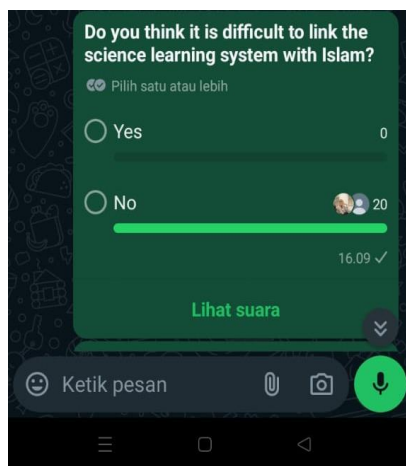 Do you think it is difficult to link the
science learning system with Islam?
Pilih satu atau lebih
Yes 0
No 20
16.09
Lihat suara
Ketik pesan